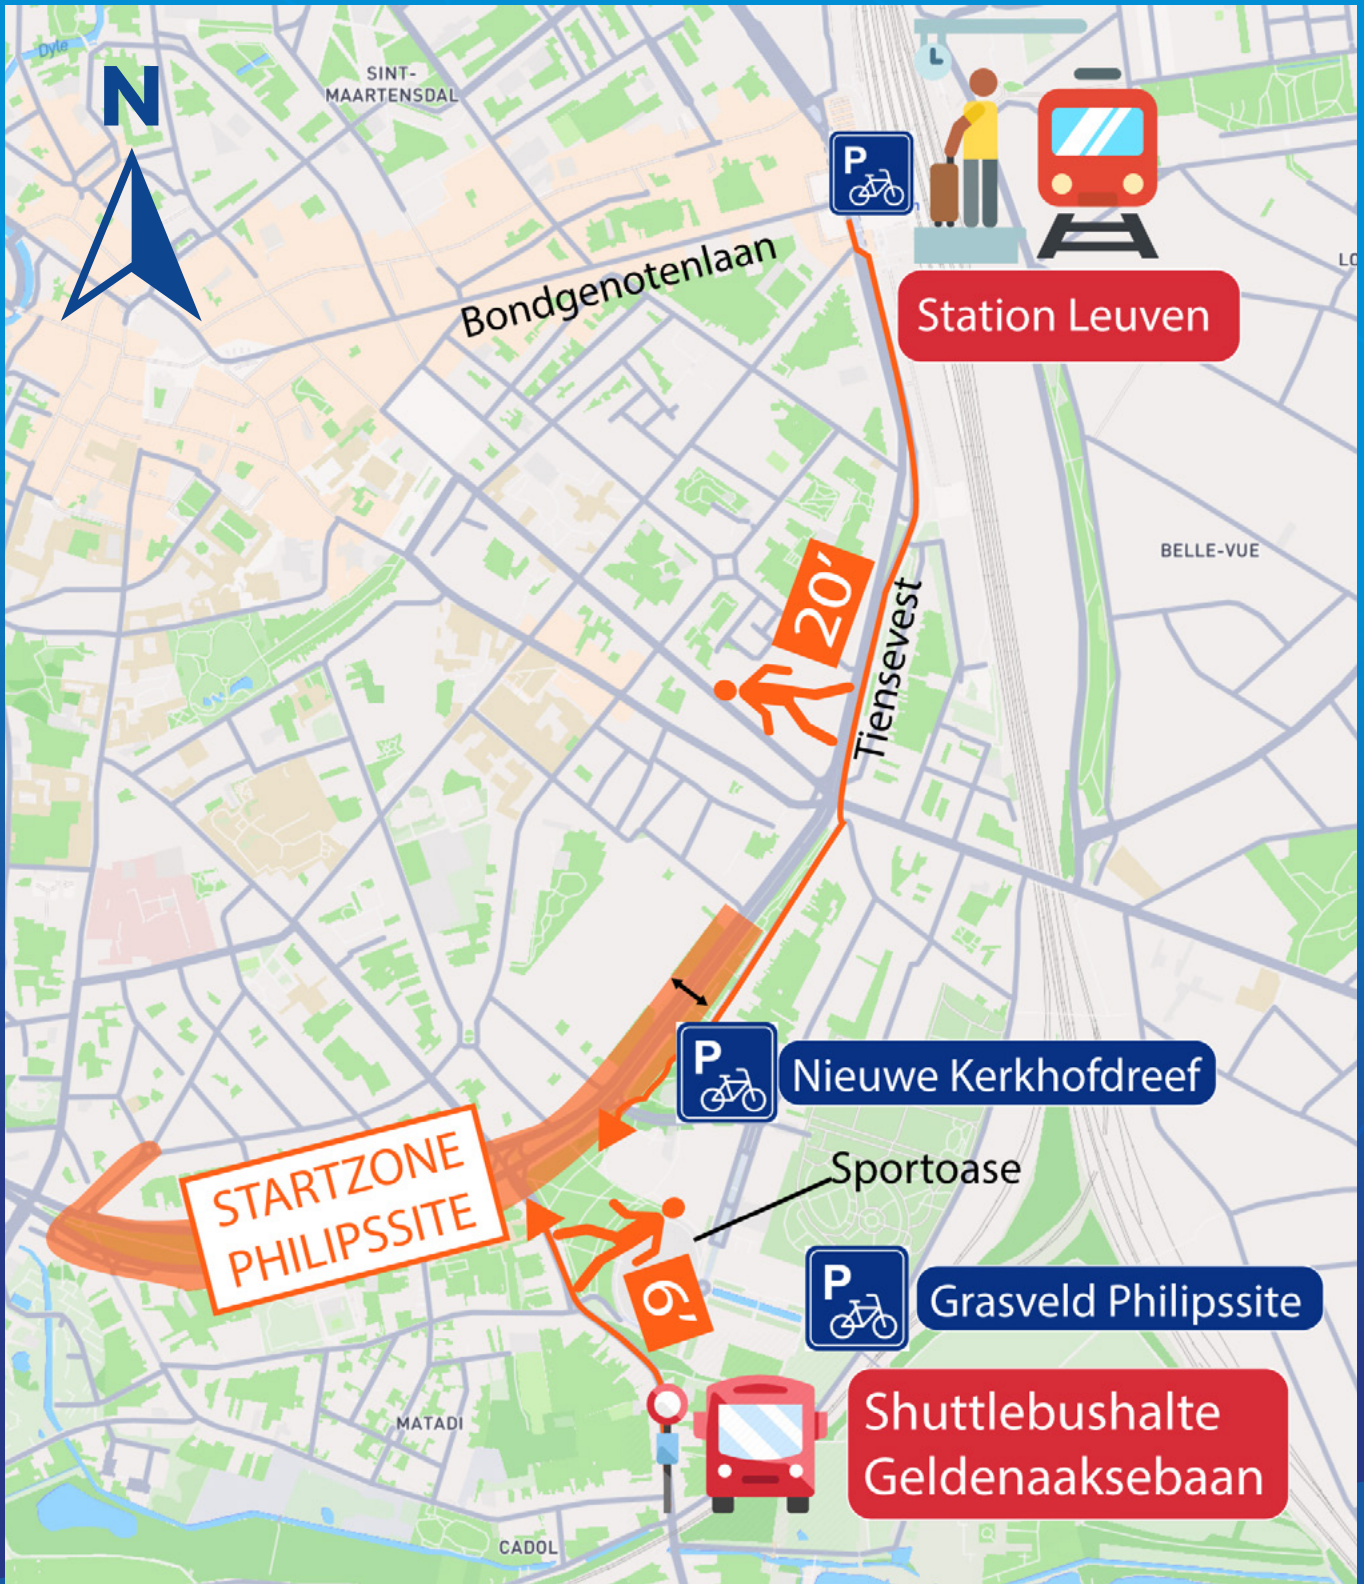 Dyle
N
SINT-
MAARTENSDAL
P
Station Leuven
Bondgenotenlaan
BELLE-VUE
20'
Tiensevest
P
Nieuwe Kerkhofdreef
STARTZONE
PHILIPSSITE
Sportoase
6'
P
Grasveld Philipssite
Shuttlebushalte
Geldenaaksebaan
MATADI
CADOL